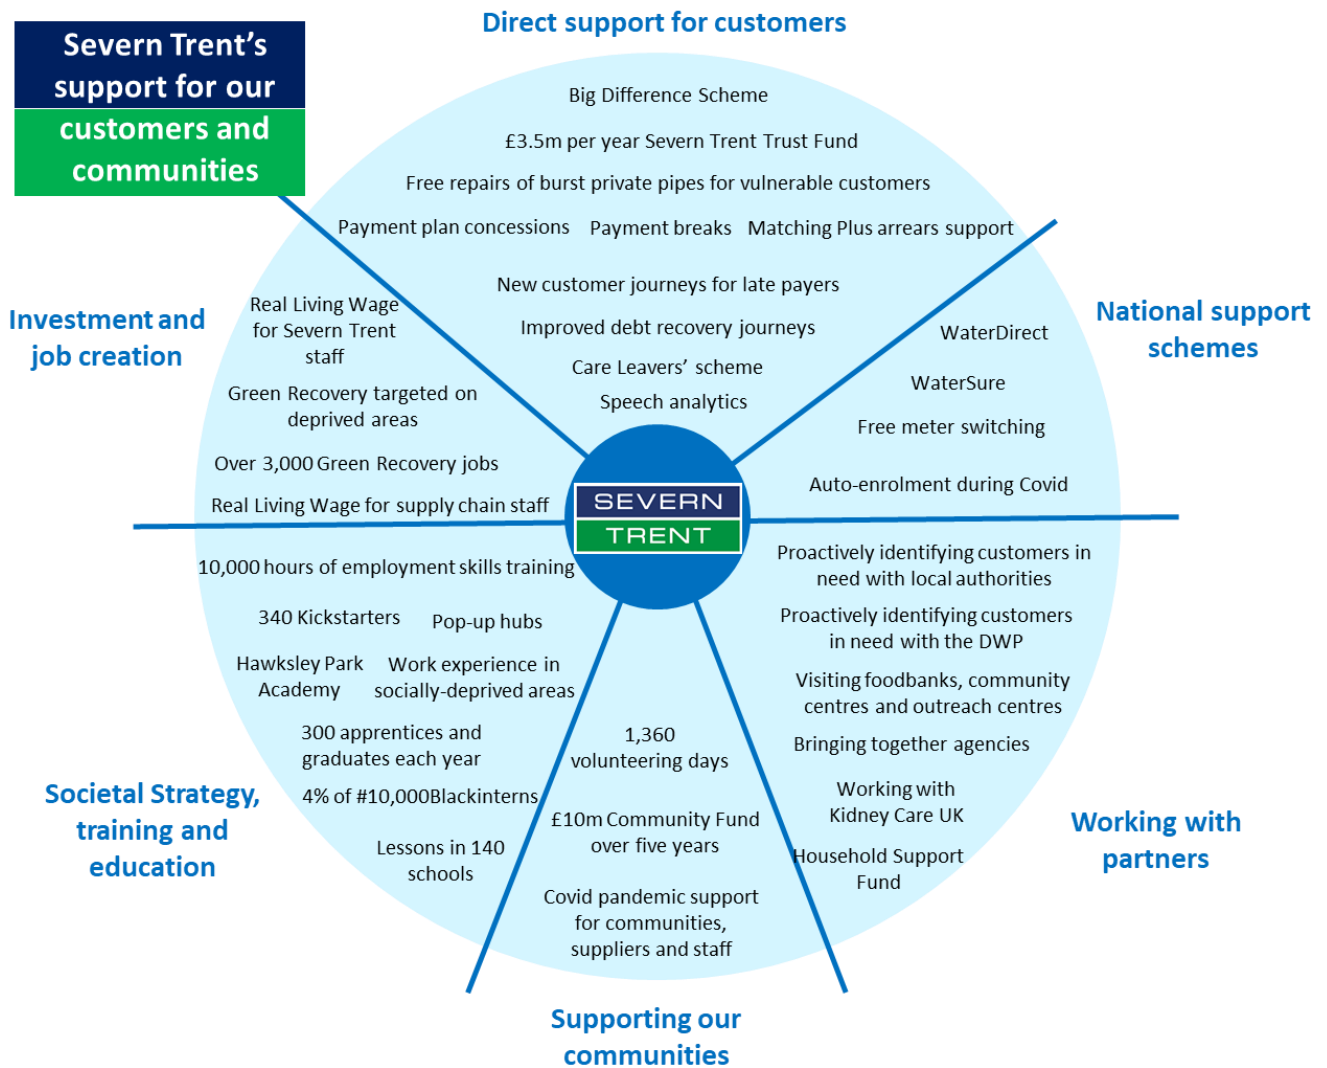 Severn Trent's
support for our
customers and
communities
Direct support for customers
Big Difference Scheme
£3.5m per year Severn Trent Trust Fund
Free repairs of burst private pipes for vulnerable customers
Payment plan concessions
Payment breaks
Matching Plus arrears support
New customer journeys for late payers
Improved debt recovery journeys
Care Leavers' scheme
Speech analytics
National support
schemes
WaterDirect
WaterSure
Free meter switching
Auto-enrolment during Covid
Working with
partners
Proactively identifying customers in
need with local authorities
Proactively identifying customers
in need with the DWP
Visiting foodbanks, community
centres and outreach centres
Bringing together agencies
Working with
Kidney Care UK
Household Support
Fund
Supporting our
communities
1,360
volunteering days
£10m Community Fund
over five years
Covid pandemic support
for communities,
suppliers and staff
Societal Strategy,
training and
education
10,000 hours of employment skills training
340 Kickstarters
Pop-up hubs
Hawksley Park
Academy
Work experience in
socially-deprived areas
300 apprentices and
graduates each year
4% of #10,000Blackinterns
Lessons in 140
schools
Investment and
job creation
Real Living Wage
for Severn Trent
staff
Green Recovery targeted on
deprived areas
Over 3,000 Green Recovery jobs
Real Living Wage for supply chain staff
SEVERN
TRENT